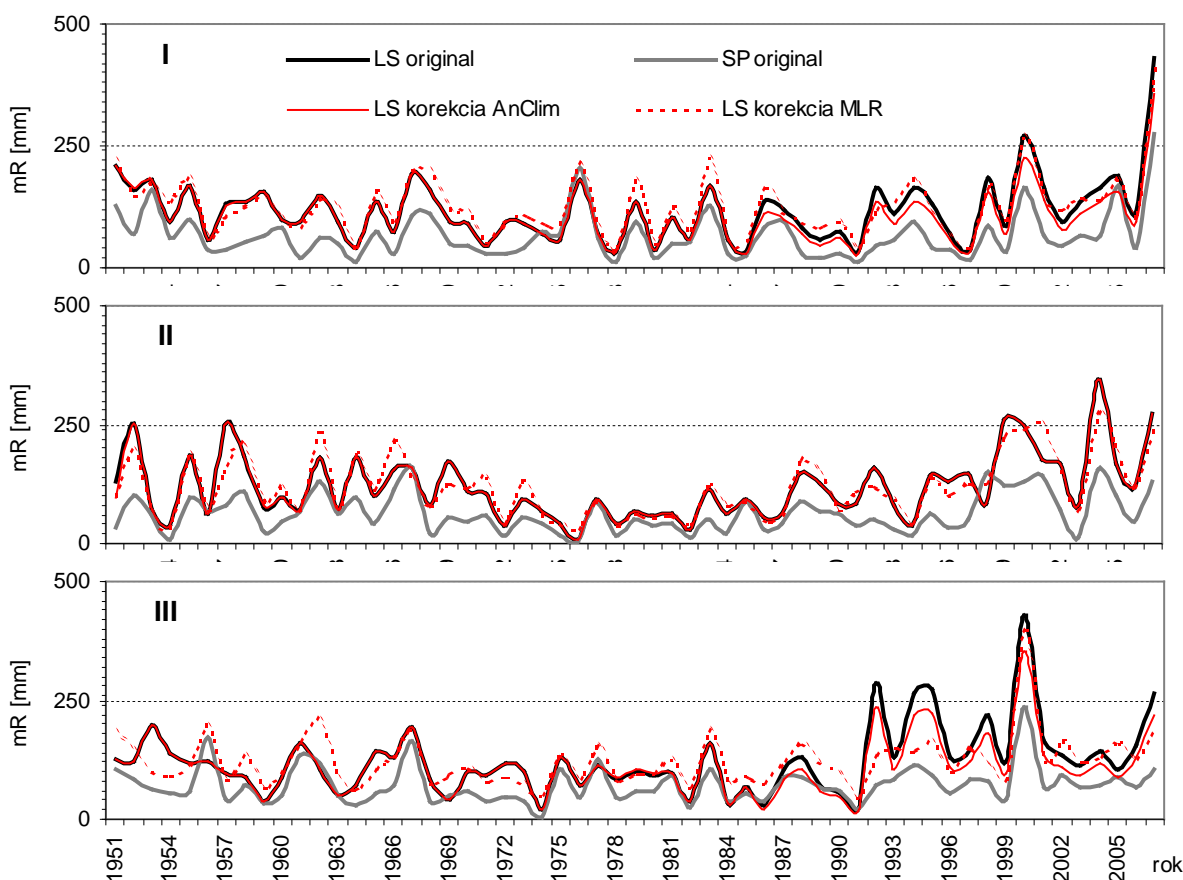 500
I
LS original SP original
LS korekcia AnClim LS korekcia MLR
250
mR [mm]
0
500
II
250
mR [mm]
0
500
III
250
mR [mm]
0
1951 1954 1957 1960 1963 1966 1969 1972 1975 1978 1981 1984 1987 1990 1993 1996 1999 2002 2005 rok